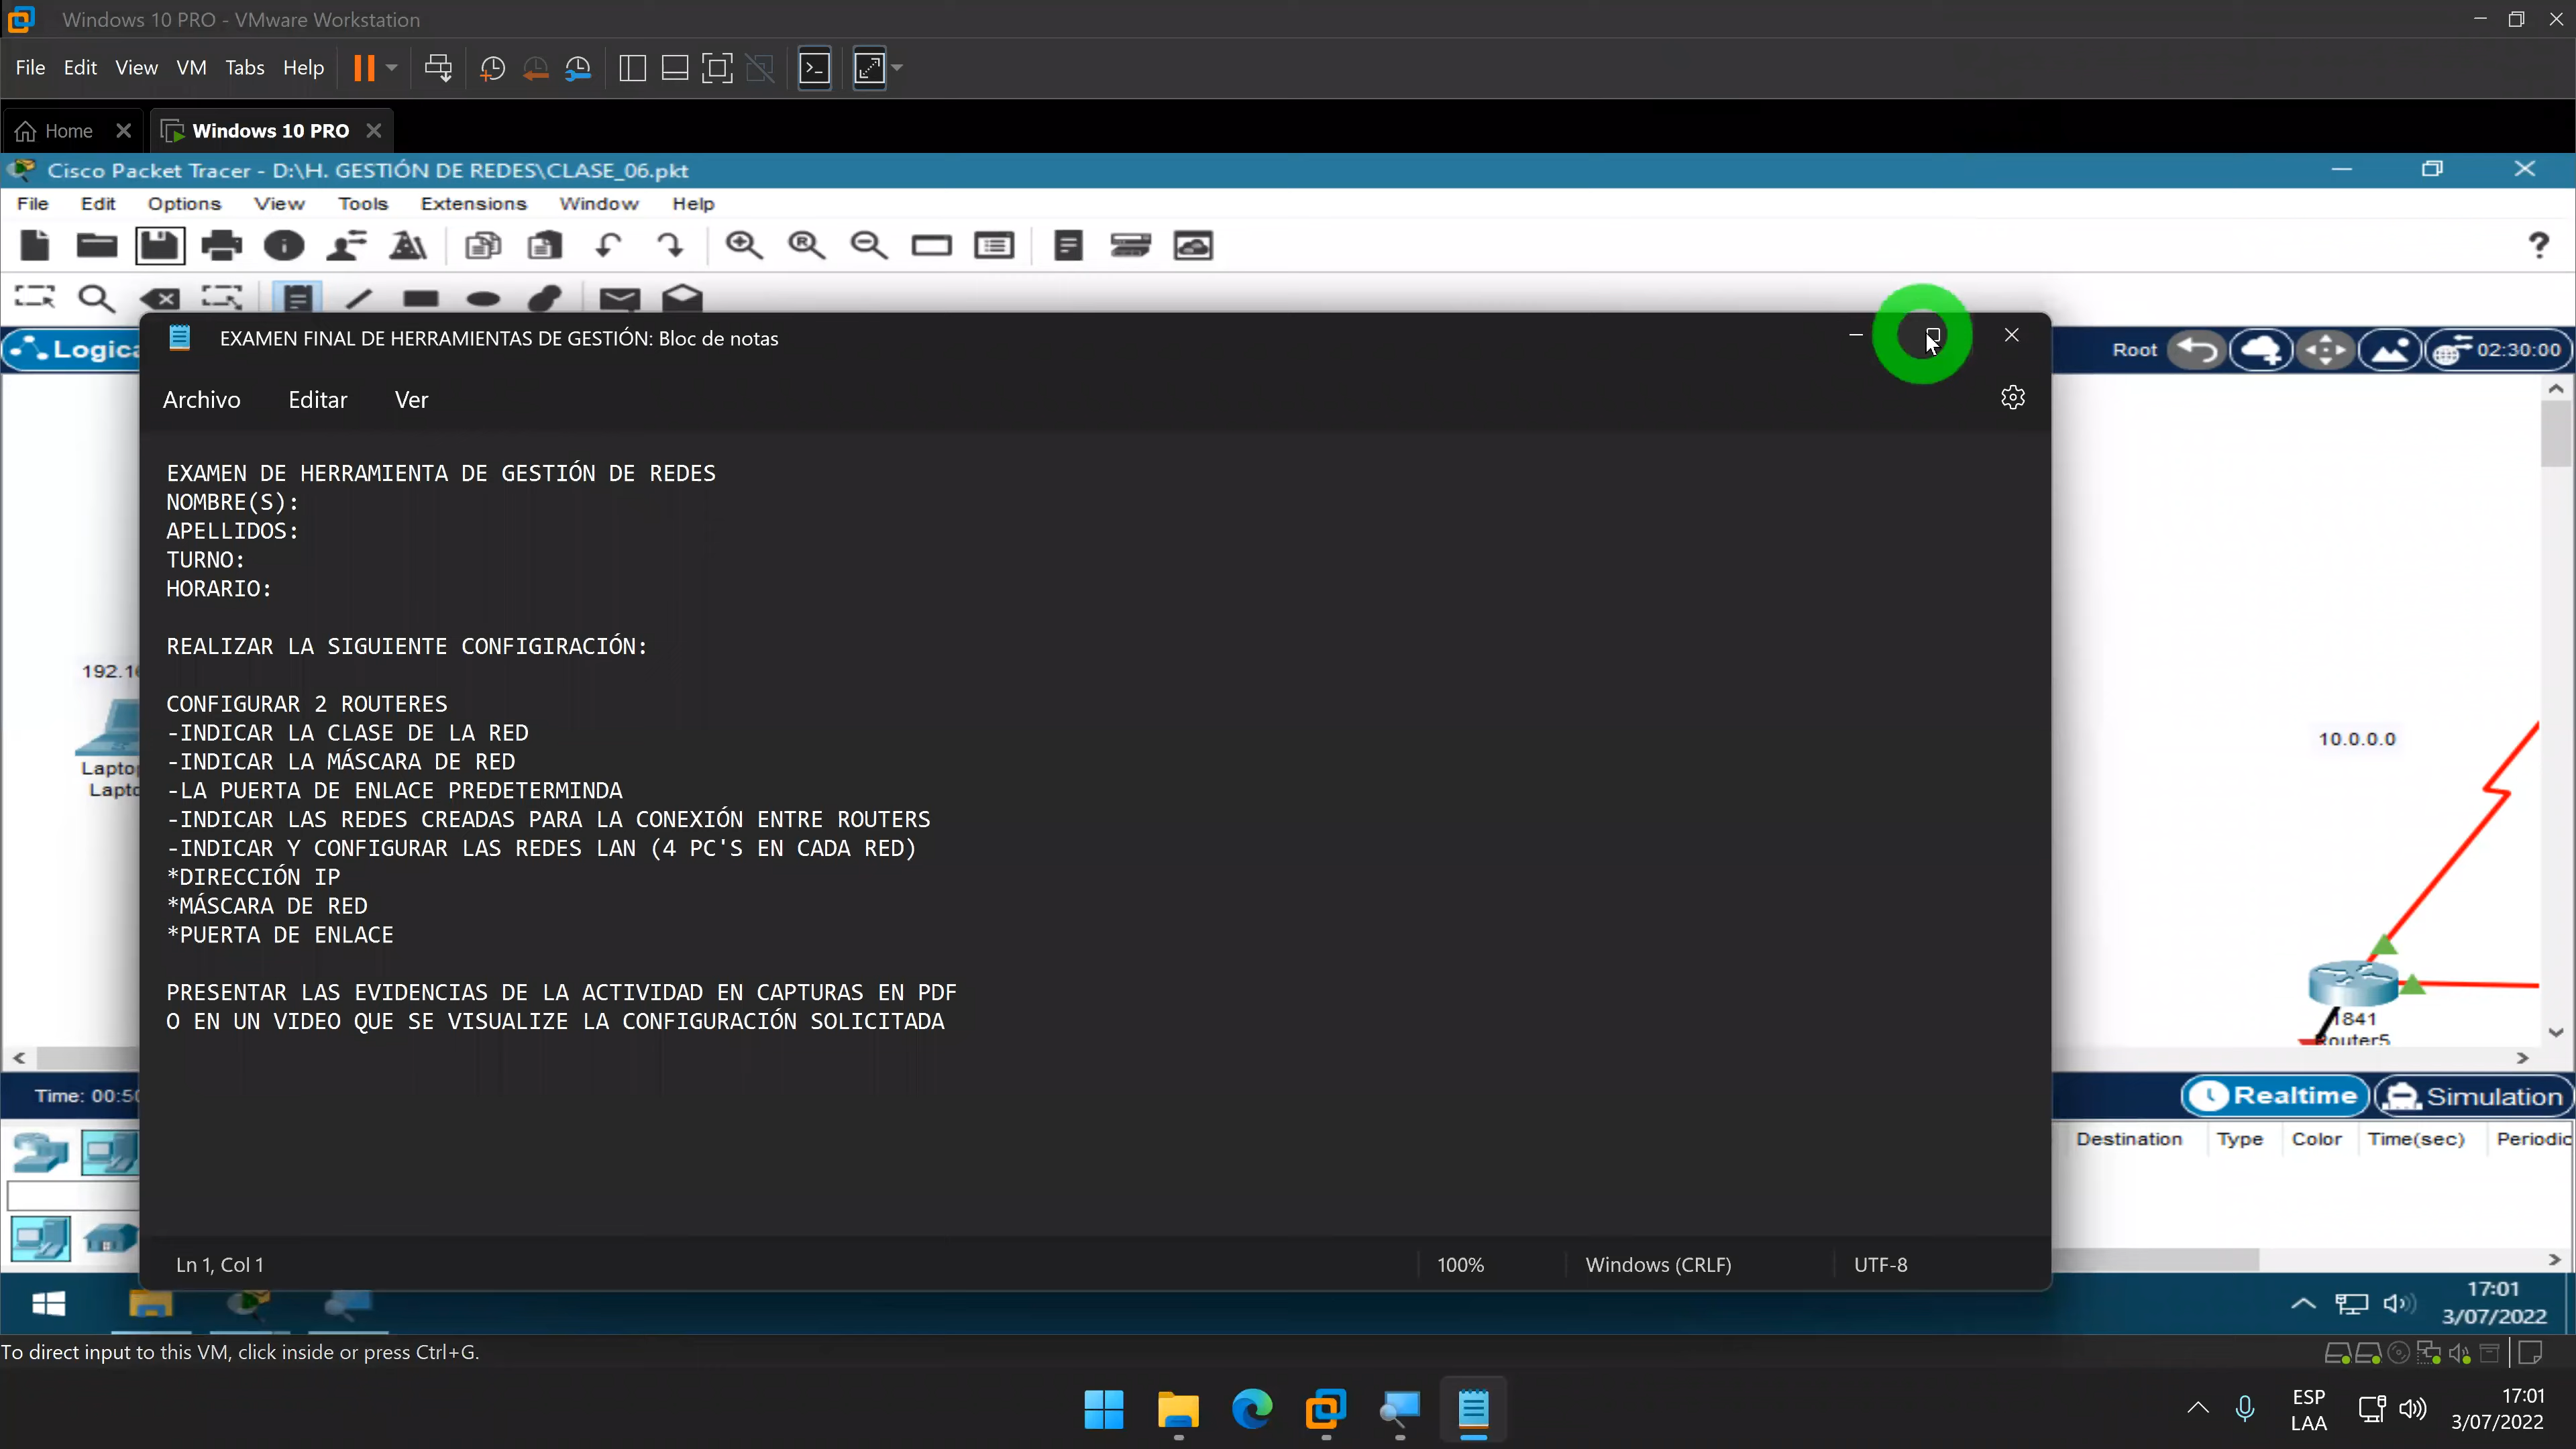 Windows 10 PRO - VMware Workstation
File Edit View VM Tabs Help
Home Windows 10 PRO
Cisco Packet Tracer - D:\H. GESTIÓN DE REDES\CLASE_06.pkt
File Edit Options View Tools Extensions Window Help
EXAMEN FINAL DE HERRAMIENTAS DE GESTIÓN: Bloc de notas
Logica
Root
02:30:00
Archivo Editar Ver
EXAMEN DE HERRAMIENTA DE GESTIÓN DE REDES
NOMBRE(S):
APELLIDOS:
TURNO:
HORARIO:
REALIZAR LA SIGUIENTE CONFIGIRACIÓN:
192.16
CONFIGURAR 2 ROUTERES
-INDICAR LA CLASE DE LA RED
10.0.0.0
-INDICAR LA MÁSCARA DE RED
Lapto
-LA PUERTA DE ENLACE PREDETERMINDA
Lapto
-INDICAR LAS REDES CREADAS PARA LA CONEXIÓN ENTRE ROUTERS
-INDICAR Y CONFIGURAR LAS REDES LAN (4 PC'S EN CADA RED)
*DIRECCIÓN IP
*MÁSCARA DE RED
*PUERTA DE ENLACE
PRESENTAR LAS EVIDENCIAS DE LA ACTIVIDAD EN CAPTURAS EN PDF
O EN UN VIDEO QUE SE VISUALIZE LA CONFIGURACIÓN SOLICITADA
1841
Router5
Time: 00:50
Realtime Simulation
Destination Type Color Time(sec) Periodic
Ln 1, Col 1 100% Windows (CRLF) UTF-8
17:01
3/07/2022
To direct input to this VM, click inside or press Ctrl+G.
ESP
LAA
17:01
3/07/2022